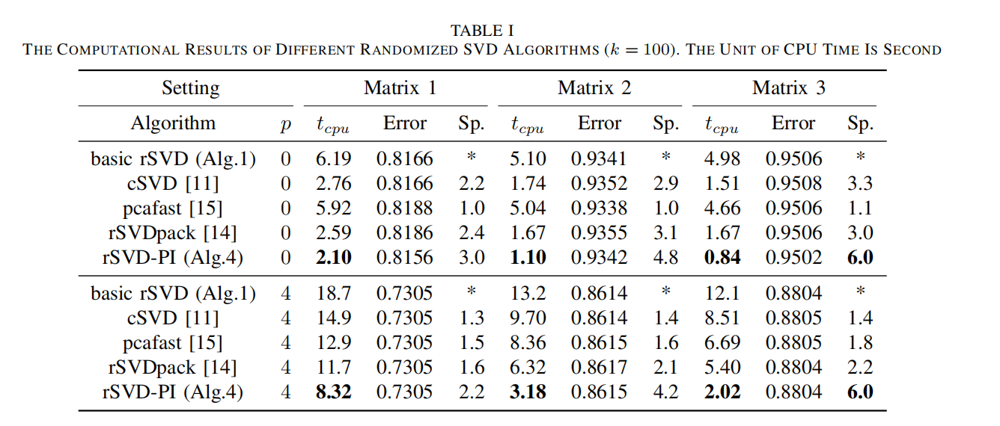 TABLE I
THE COMPUTATIONAL RESULTS OF DIFFERENT RANDOMIZED SVD ALGORITHMS (k = 100). THE UNIT OF CPU TIME IS SECOND
Setting Matrix 1 Matrix 2 Matrix 3
Algorithm p t_cpu Error Sp. t_cpu Error Sp. t_cpu Error Sp.
basic rSVD (Alg.1) 0 6.19 0.8166 * 5.10 0.9341 * 4.98 0.9506 *
cSVD [11] 0 2.76 0.8166 2.2 1.74 0.9352 2.9 1.51 0.9508 3.3
pcafast [15] 0 5.92 0.8188 1.0 5.04 0.9338 1.0 4.66 0.9506 1.1
rSVDpack [14] 0 2.59 0.8186 2.4 1.67 0.9355 3.1 1.67 0.9506 3.0
rSVD-PI (Alg.4) 0 2.10 0.8156 3.0 1.10 0.9342 4.8 0.84 0.9502 6.0
basic rSVD (Alg.1) 4 18.7 0.7305 * 13.2 0.8614 * 12.1 0.8804 *
cSVD [11] 4 14.9 0.7305 1.3 9.70 0.8614 1.4 8.51 0.8805 1.4
pcafast [15] 4 12.9 0.7305 1.5 8.36 0.8615 1.6 6.69 0.8805 1.8
rSVDpack [14] 4 11.7 0.7305 1.6 6.32 0.8617 2.1 5.40 0.8804 2.2
rSVD-PI (Alg.4) 4 8.32 0.7305 2.2 3.18 0.8615 4.2 2.02 0.8804 6.0